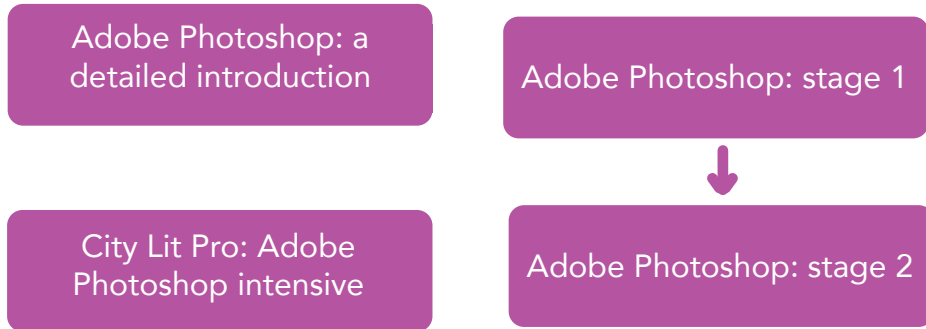 Adobe Photoshop: a
detailed introduction
Adobe Photoshop: stage 1
City Lit Pro: Adobe
Photoshop intensive
Adobe Photoshop: stage 2